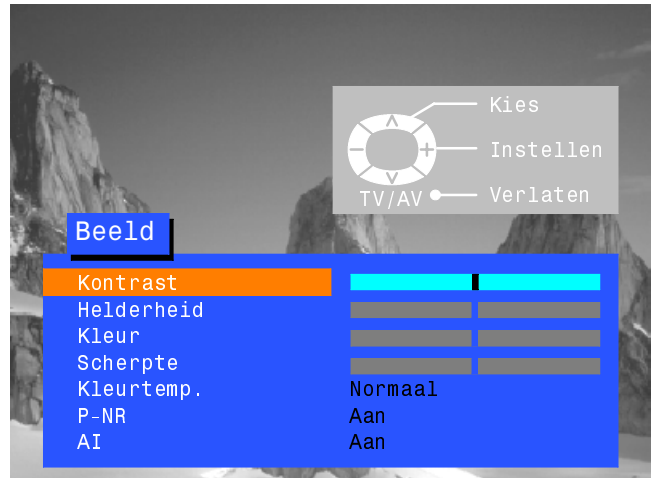 Kies
Instellen
TV/AV Verlaten
Beeld
Kontrast
Helderheid
Kleur
Scherpte
Kleurtemp. Normaal
P-NR Aan
AI Aan